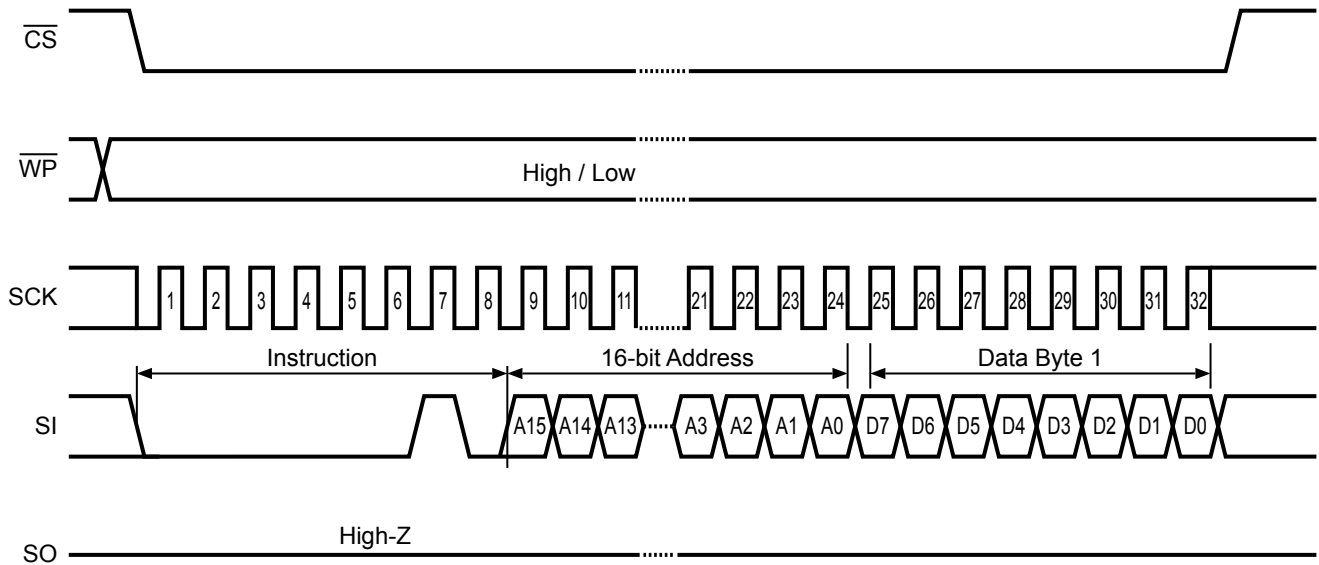 CS
WP
High / Low
SCK
1 2 3 4 5 6 7 8 9 10 11 21 22 23 24 25 26 27 28 29 30 31 32
Instruction 16-bit Address Data Byte 1
SI
A15 A14 A13 A3 A2 A1 A0 D7 D6 D5 D4 D3 D2 D1 D0
High-Z
SO